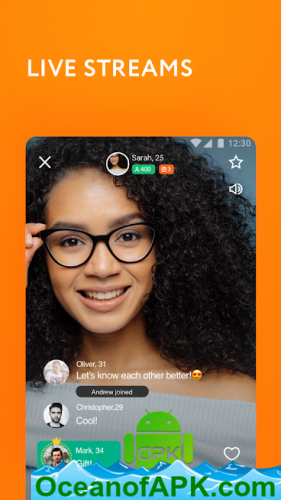 LIVE STREAMS
12:30
Sarah, 25
400
3
Oliver, 31
Let's know each other better!😍
Andrew joined
Christopher,29
Cool!
Mark, 34
Gift!
APK
OceanofAPK.com